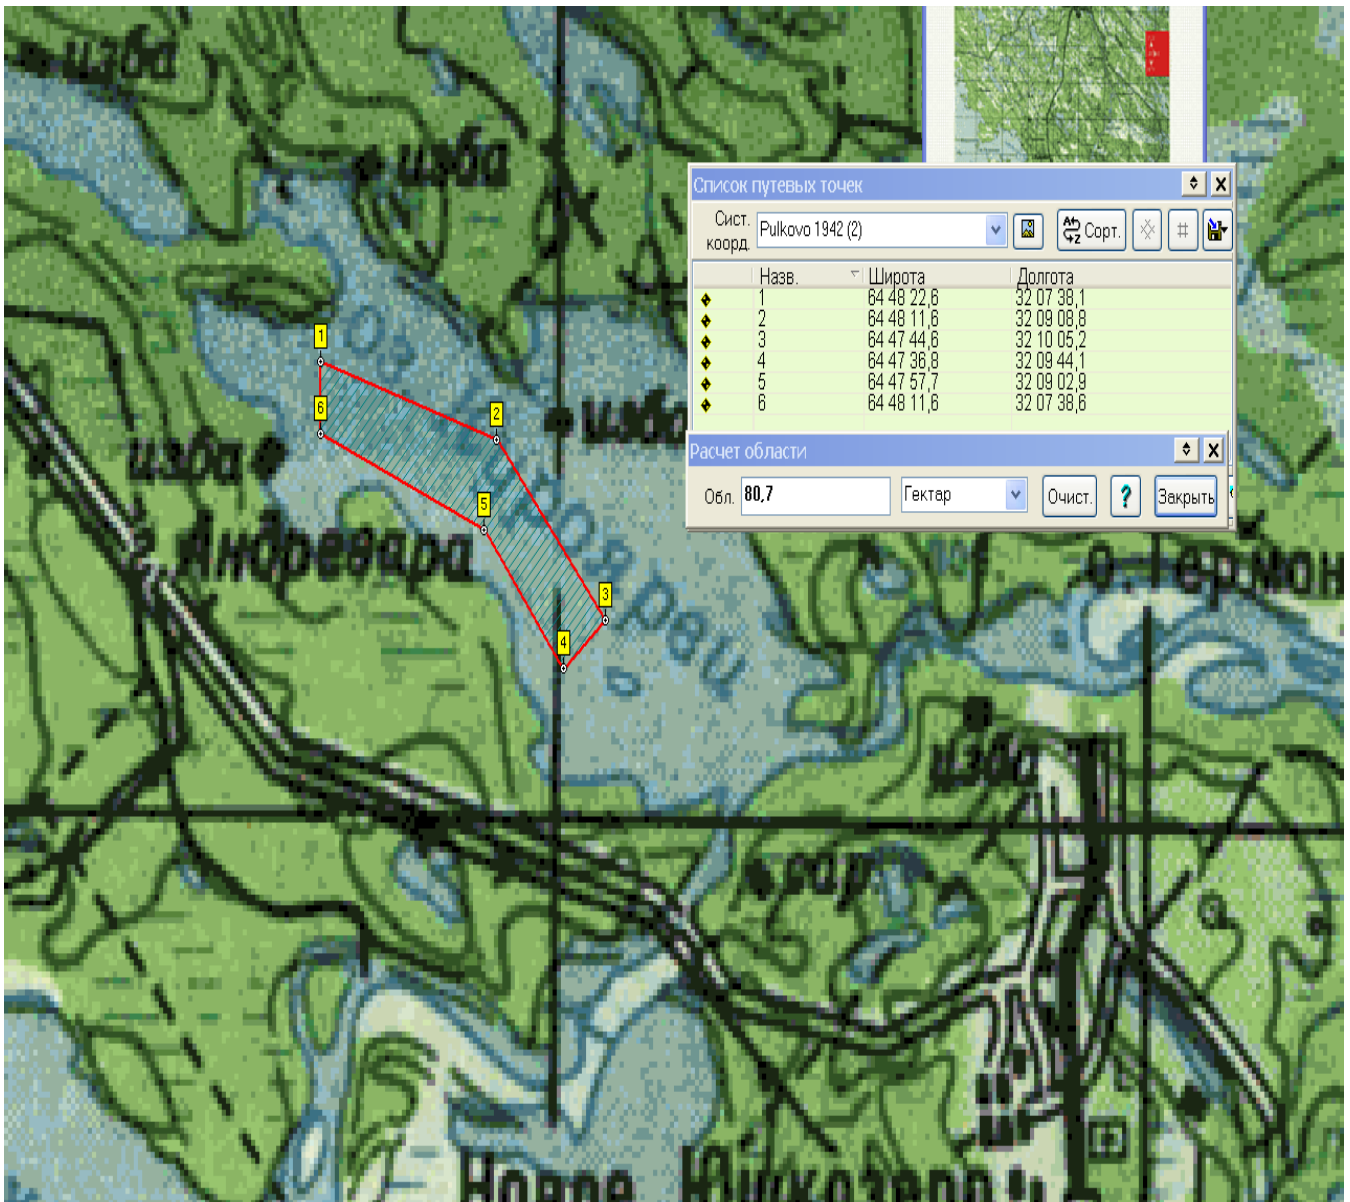 изба
изба
Список путевых точек
Сист. коорд. Pulkovo 1942 (2) Сорт.
Назв. Широта Долгота
1 64 48 22,6 32 07 38,1
2 64 48 11,6 32 09 08,8
3 64 47 44,6 32 10 05,2
4 64 47 36,8 32 09 44,1
5 64 47 57,7 32 09 02,9
6 64 48 11,6 32 07 38,6
1
6
2
изба
изба
Расчет области
Обл. 80,7 Гектар Очист. ? Закрыть
5
Андревара
3
4
изба
Новое Юшкозеро